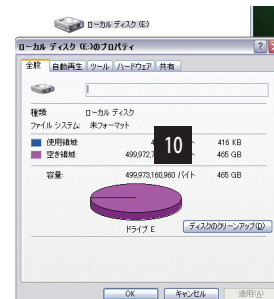 ローカル ディスク (E:)
ローカル ディスク (E:)のプロパティ
全般 自動再生 ツール ハードウェア 共有
種類: ローカル ディスク
ファイル システム: 未フォーマット
使用領域: 416 KB
空き領域: 465 GB
10
容量: 499,973,160,960 バイト 465 GB
ドライブ E
ディスクのクリーンアップ(D)
OK キャンセル 適用(A)